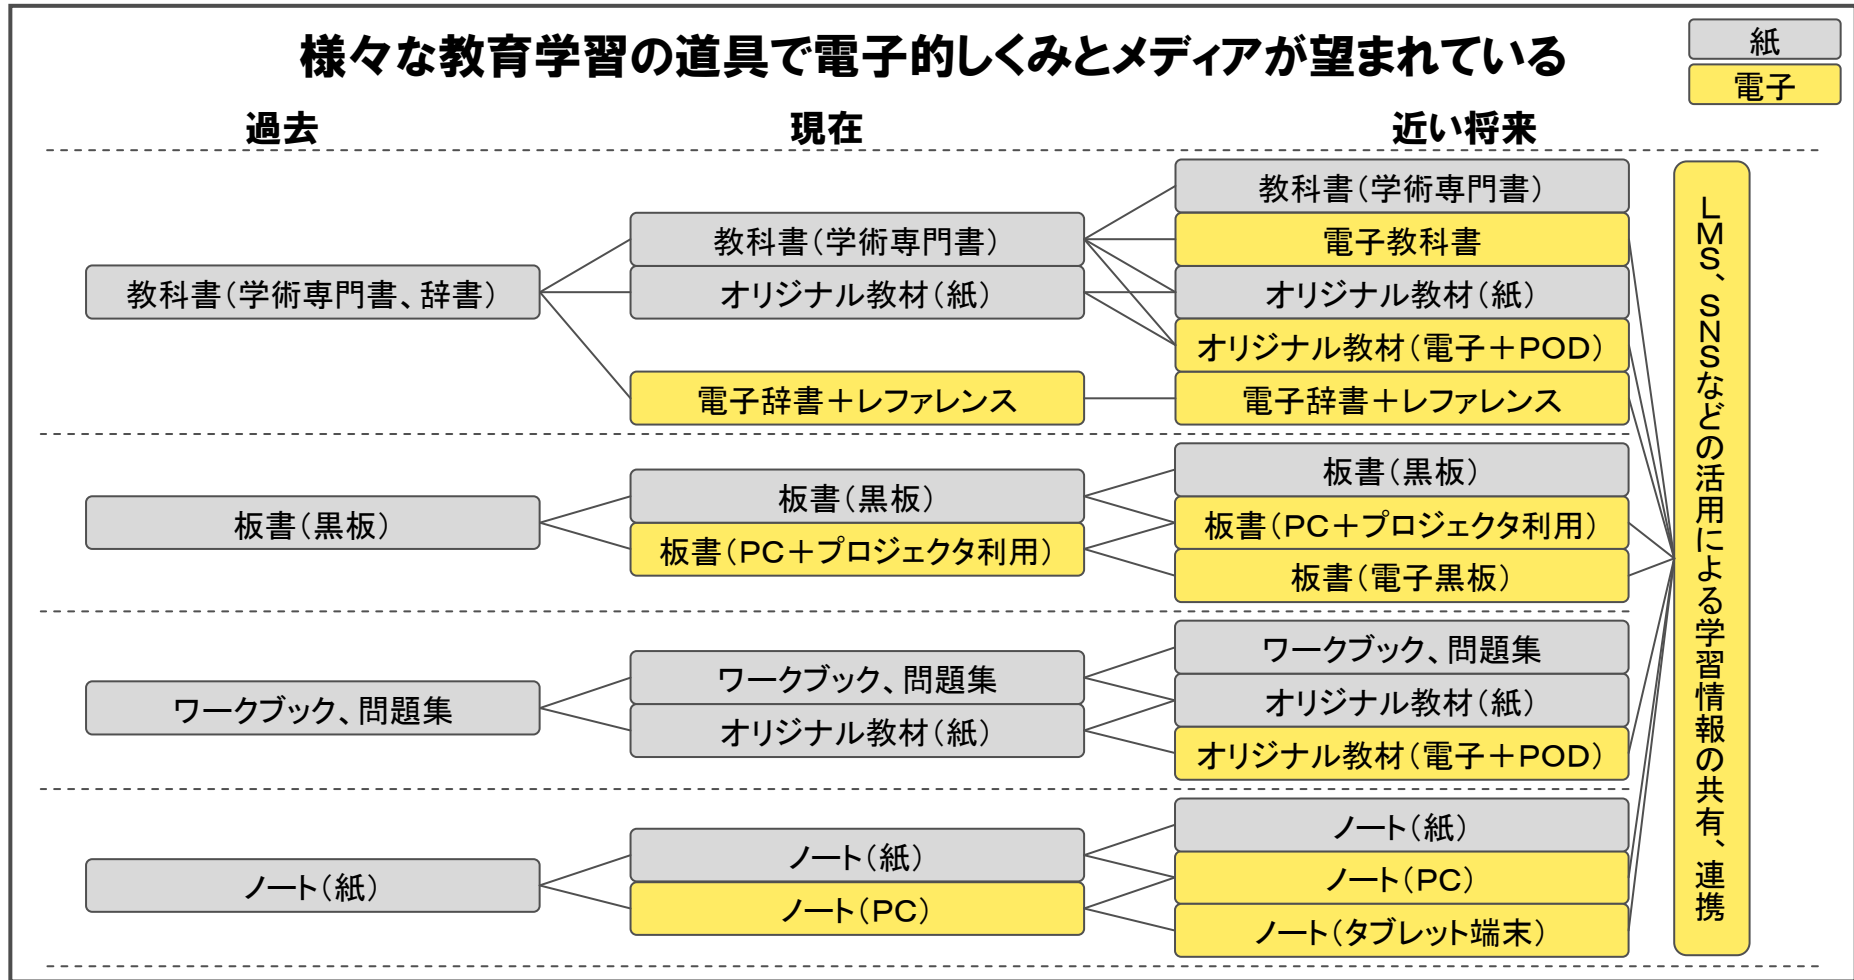 様々な教育学習の道具で電子的しくみとメディアが望まれている
紙
電子
過去
現在
近い将来
教科書（学術専門書、辞書）
教科書（学術専門書）
オリジナル教材（紙）
電子辞書＋レファレンス
教科書（学術専門書）
電子教科書
オリジナル教材（紙）
オリジナル教材（電子＋ＰＯＤ）
電子辞書＋レファレンス
板書（黒板）
板書（黒板）
板書（ＰＣ＋プロジェクタ利用）
板書（黒板）
板書（ＰＣ＋プロジェクタ利用）
板書（電子黒板）
ワークブック、問題集
ワークブック、問題集
オリジナル教材（紙）
ワークブック、問題集
オリジナル教材（紙）
オリジナル教材（電子＋ＰＯＤ）
ノート（紙）
ノート（紙）
ノート（ＰＣ）
ノート（紙）
ノート（ＰＣ）
ノート（タブレット端末）
ＬＭＳ、ＳＮＳなどの活用による学習情報の共有、連携